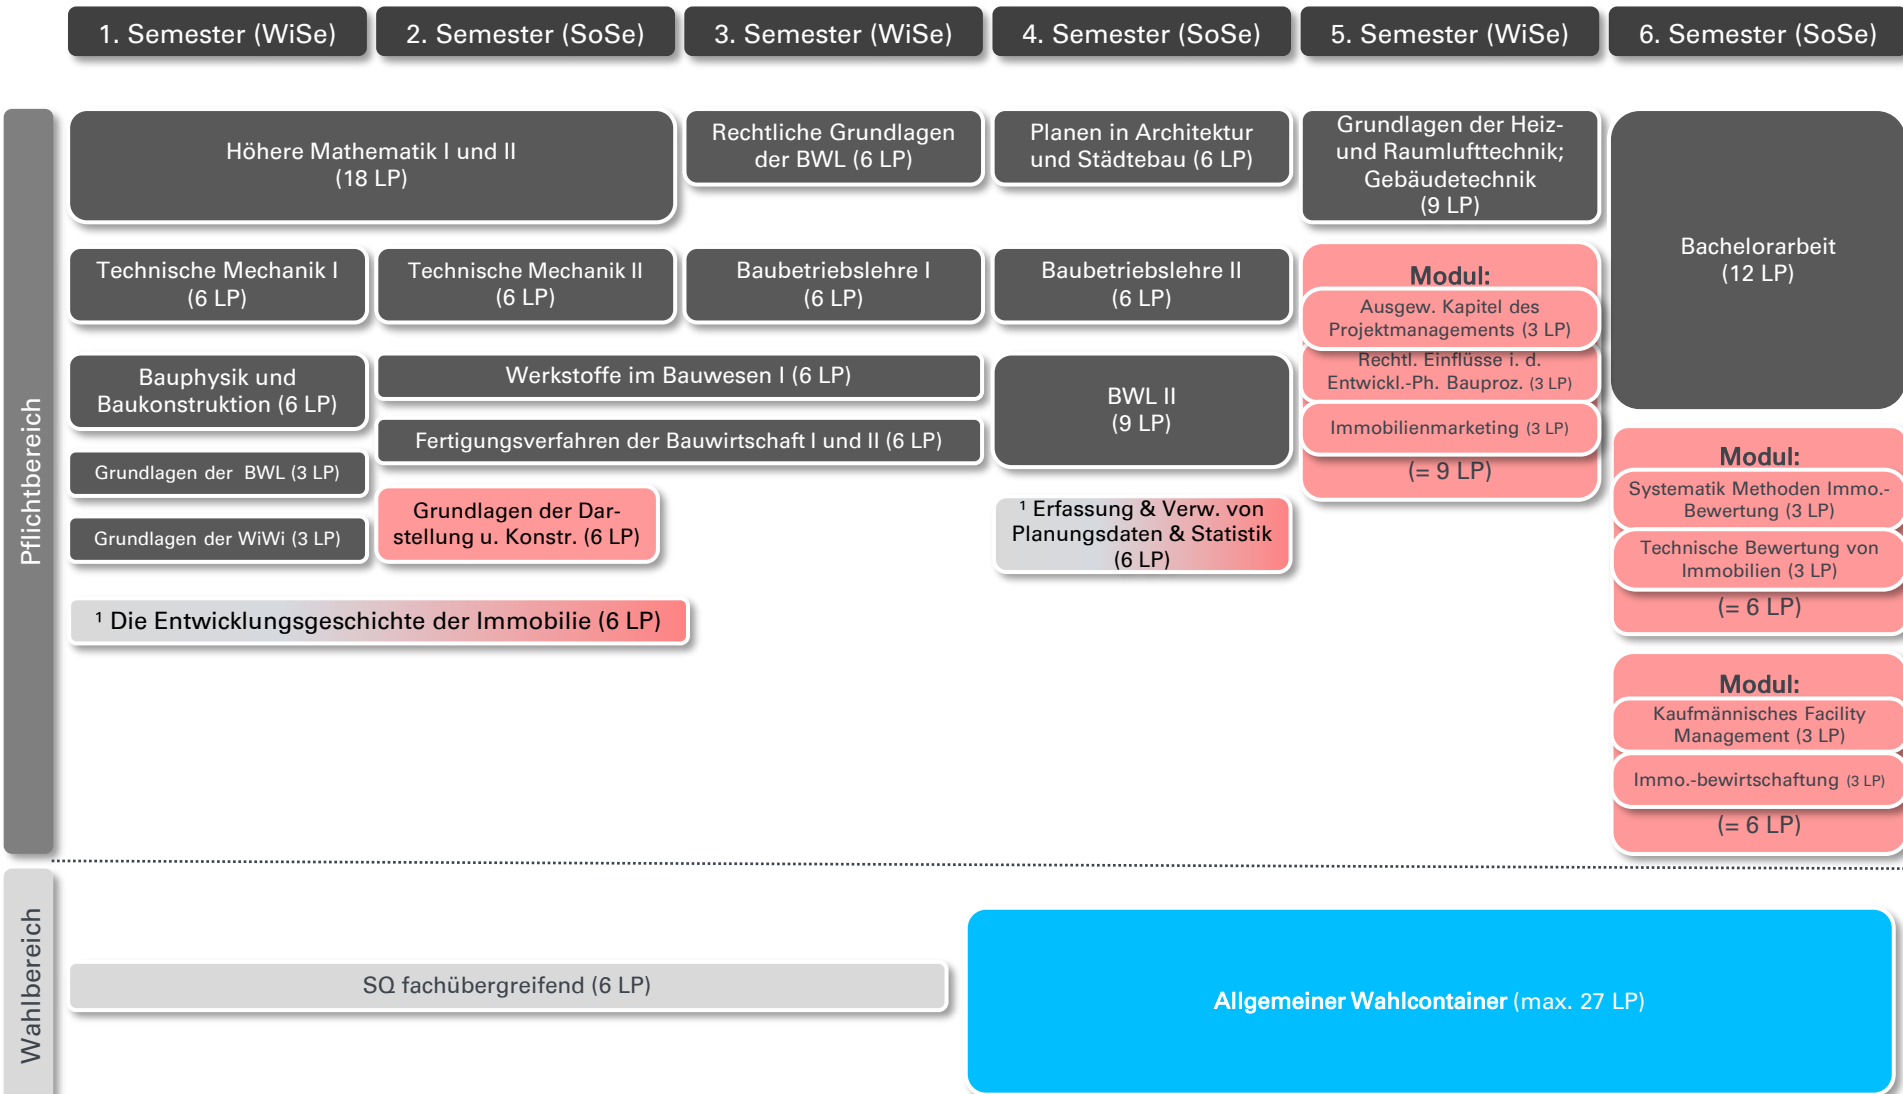 1. Semester (WiSe)
2. Semester (SoSe)
3. Semester (WiSe)
4. Semester (SoSe)
5. Semester (WiSe)
6. Semester (SoSe)
Pflichtbereich
Höhere Mathematik I und II
(18 LP)
Rechtliche Grundlagen
der BWL (6 LP)
Planen in Architektur
und Städtebau (6 LP)
Grundlagen der Heiz-
und Raumlufttechnik;
Gebäudetechnik
(9 LP)
Bachelorarbeit
(12 LP)
Technische Mechanik I
(6 LP)
Technische Mechanik II
(6 LP)
Baubetriebslehre I
(6 LP)
Baubetriebslehre II
(6 LP)
Modul:
Ausgew. Kapitel des
Projektmanagements (3 LP)
Rechtl. Einflüsse i. d.
Entwickl.-Ph. Bauproz. (3 LP)
Immobilienmarketing (3 LP)
(= 9 LP)
Bauphysik und
Baukonstruktion (6 LP)
Werkstoffe im Bauwesen I (6 LP)
BWL II
(9 LP)
Fertigungsverfahren der Bauwirtschaft I und II (6 LP)
Grundlagen der  BWL (3 LP)
Grundlagen der WiWi (3 LP)
Grundlagen der Dar-
stellung u. Konstr. (6 LP)
¹ Erfassung & Verw. von
Planungsdaten & Statistik
(6 LP)
Modul:
Systematik Methoden Immo.-
Bewertung (3 LP)
Technische Bewertung von
Immobilien (3 LP)
(= 6 LP)
¹ Die Entwicklungsgeschichte der Immobilie (6 LP)
Modul:
Kaufmännisches Facility
Management (3 LP)
Immo.-bewirtschaftung (3 LP)
(= 6 LP)
Wahlbereich
SQ fachübergreifend (6 LP)
Allgemeiner Wahlcontainer (max. 27 LP)